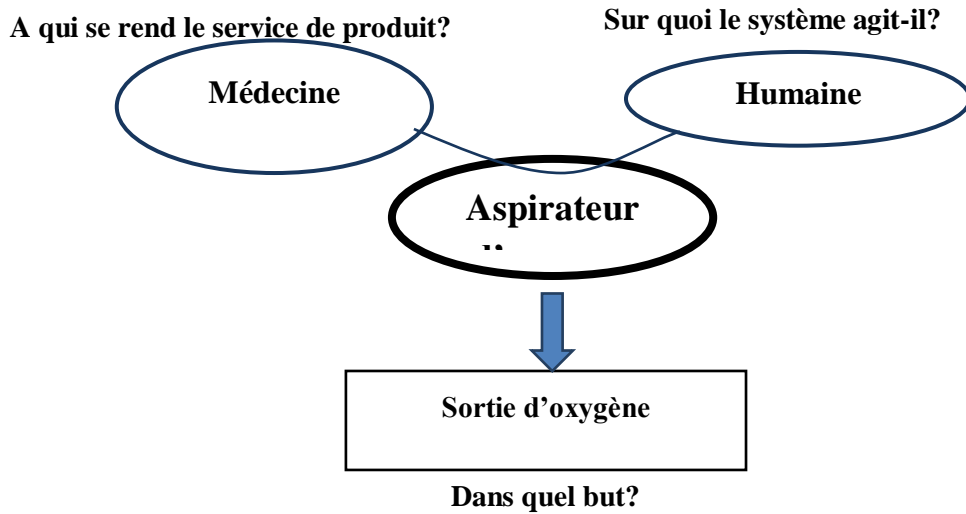 A qui se rend le service de produit?
Sur quoi le système agit-il?
Médecine
Humaine
Aspirateur
Sortie d’oxygène
Dans quel but?